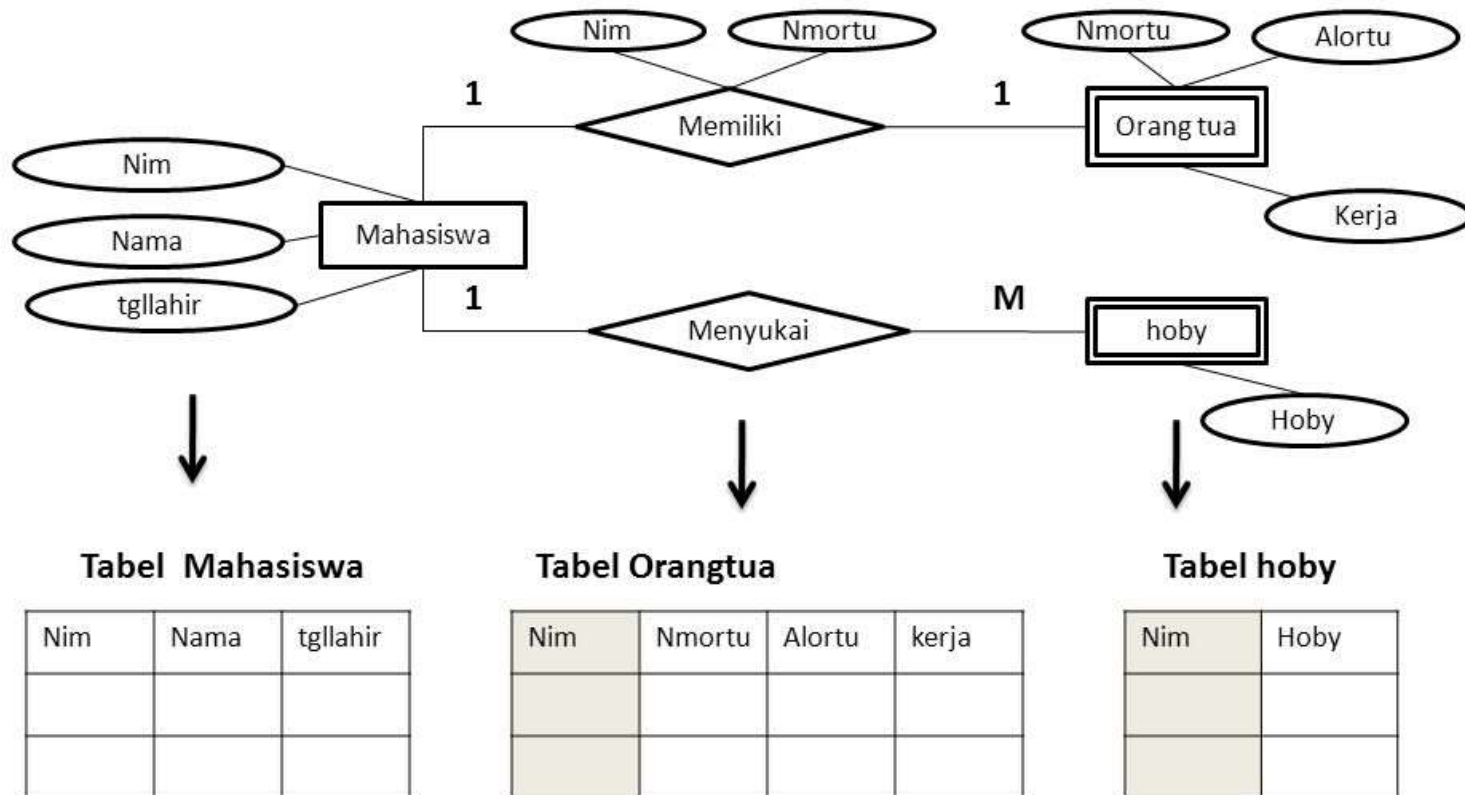 Nim
Nmortu
Nmortu
Alortu
1
1
Memiliki
Orang tua
Nim
Kerja
Nama
Mahasiswa
tgllahir
1
M
Menyukai
hoby
Hoby
Tabel Mahasiswa
Tabel Orangtua
Tabel hoby
Nim Nama tgllahir
Nim Nmortu Alortu kerja
Nim Hoby